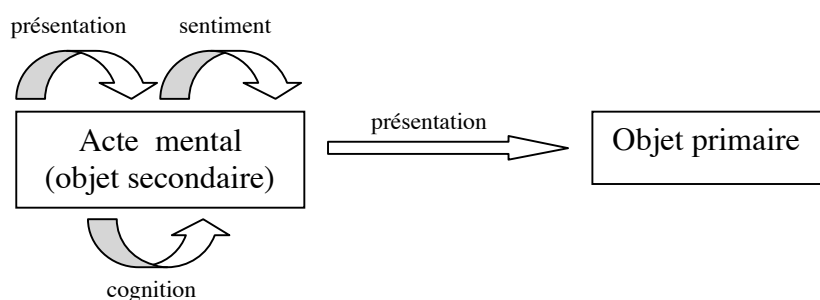 présentation
sentiment
Acte mental
(objet secondaire)
présentation
Objet primaire
cognition